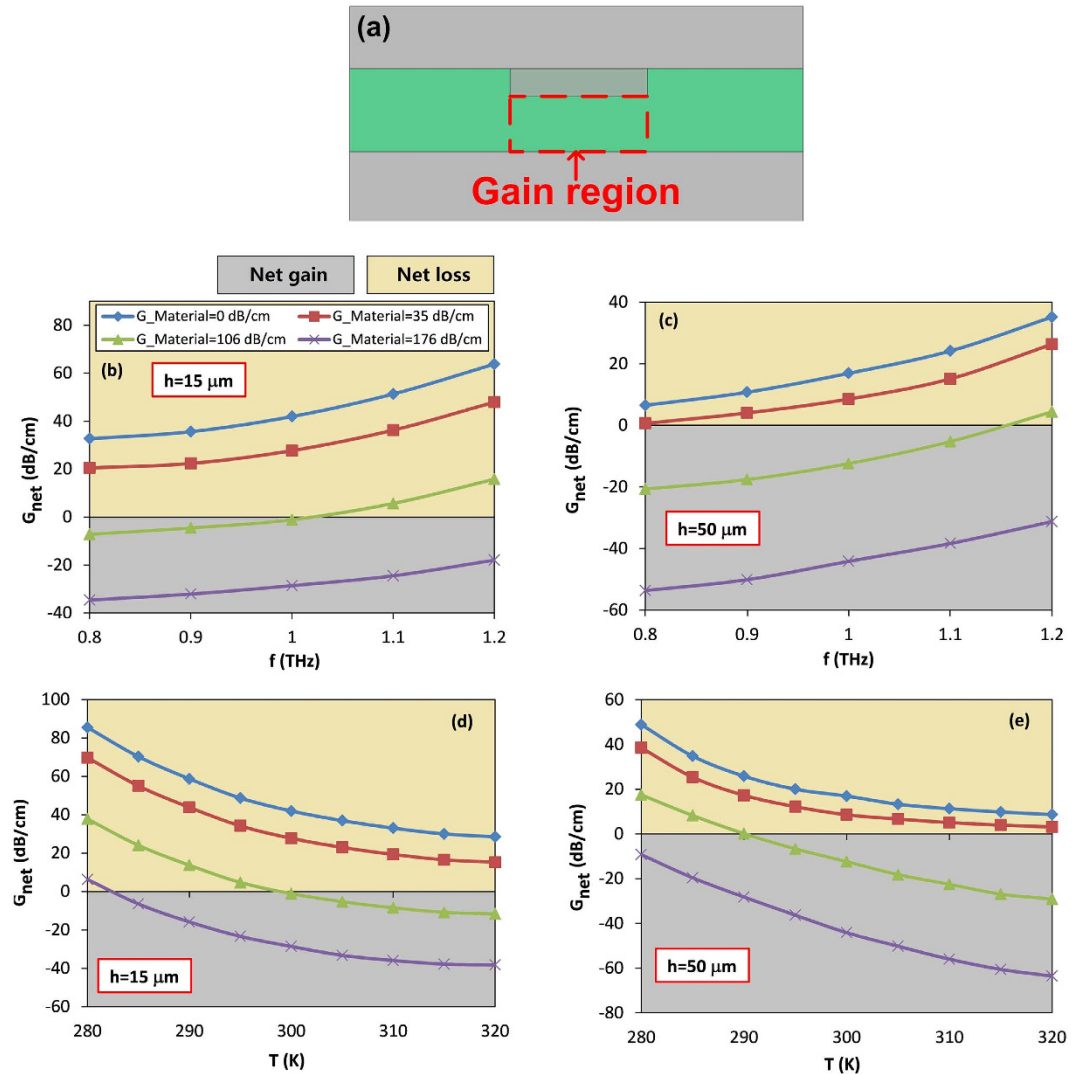 (a)
Gain region
Net gain
Net loss
G_Material=0 dB/cm
G_Material=35 dB/cm
G_Material=106 dB/cm
G_Material=176 dB/cm
(b)
h=15 μm
G_net (dB/cm)
80
60
40
20
0
-20
-40
0.8 0.9 1 1.1 1.2
f (THz)
(c)
h=50 μm
G_net (dB/cm)
40
20
0
-20
-40
-60
0.8 0.9 1 1.1 1.2
f (THz)
(d)
h=15 μm
G_net (dB/cm)
100
80
60
40
20
0
-20
-40
-60
280 290 300 310 320
T (K)
(e)
h=50 μm
G_net (dB/cm)
60
40
20
0
-20
-40
-60
-80
280 290 300 310 320
T (K)